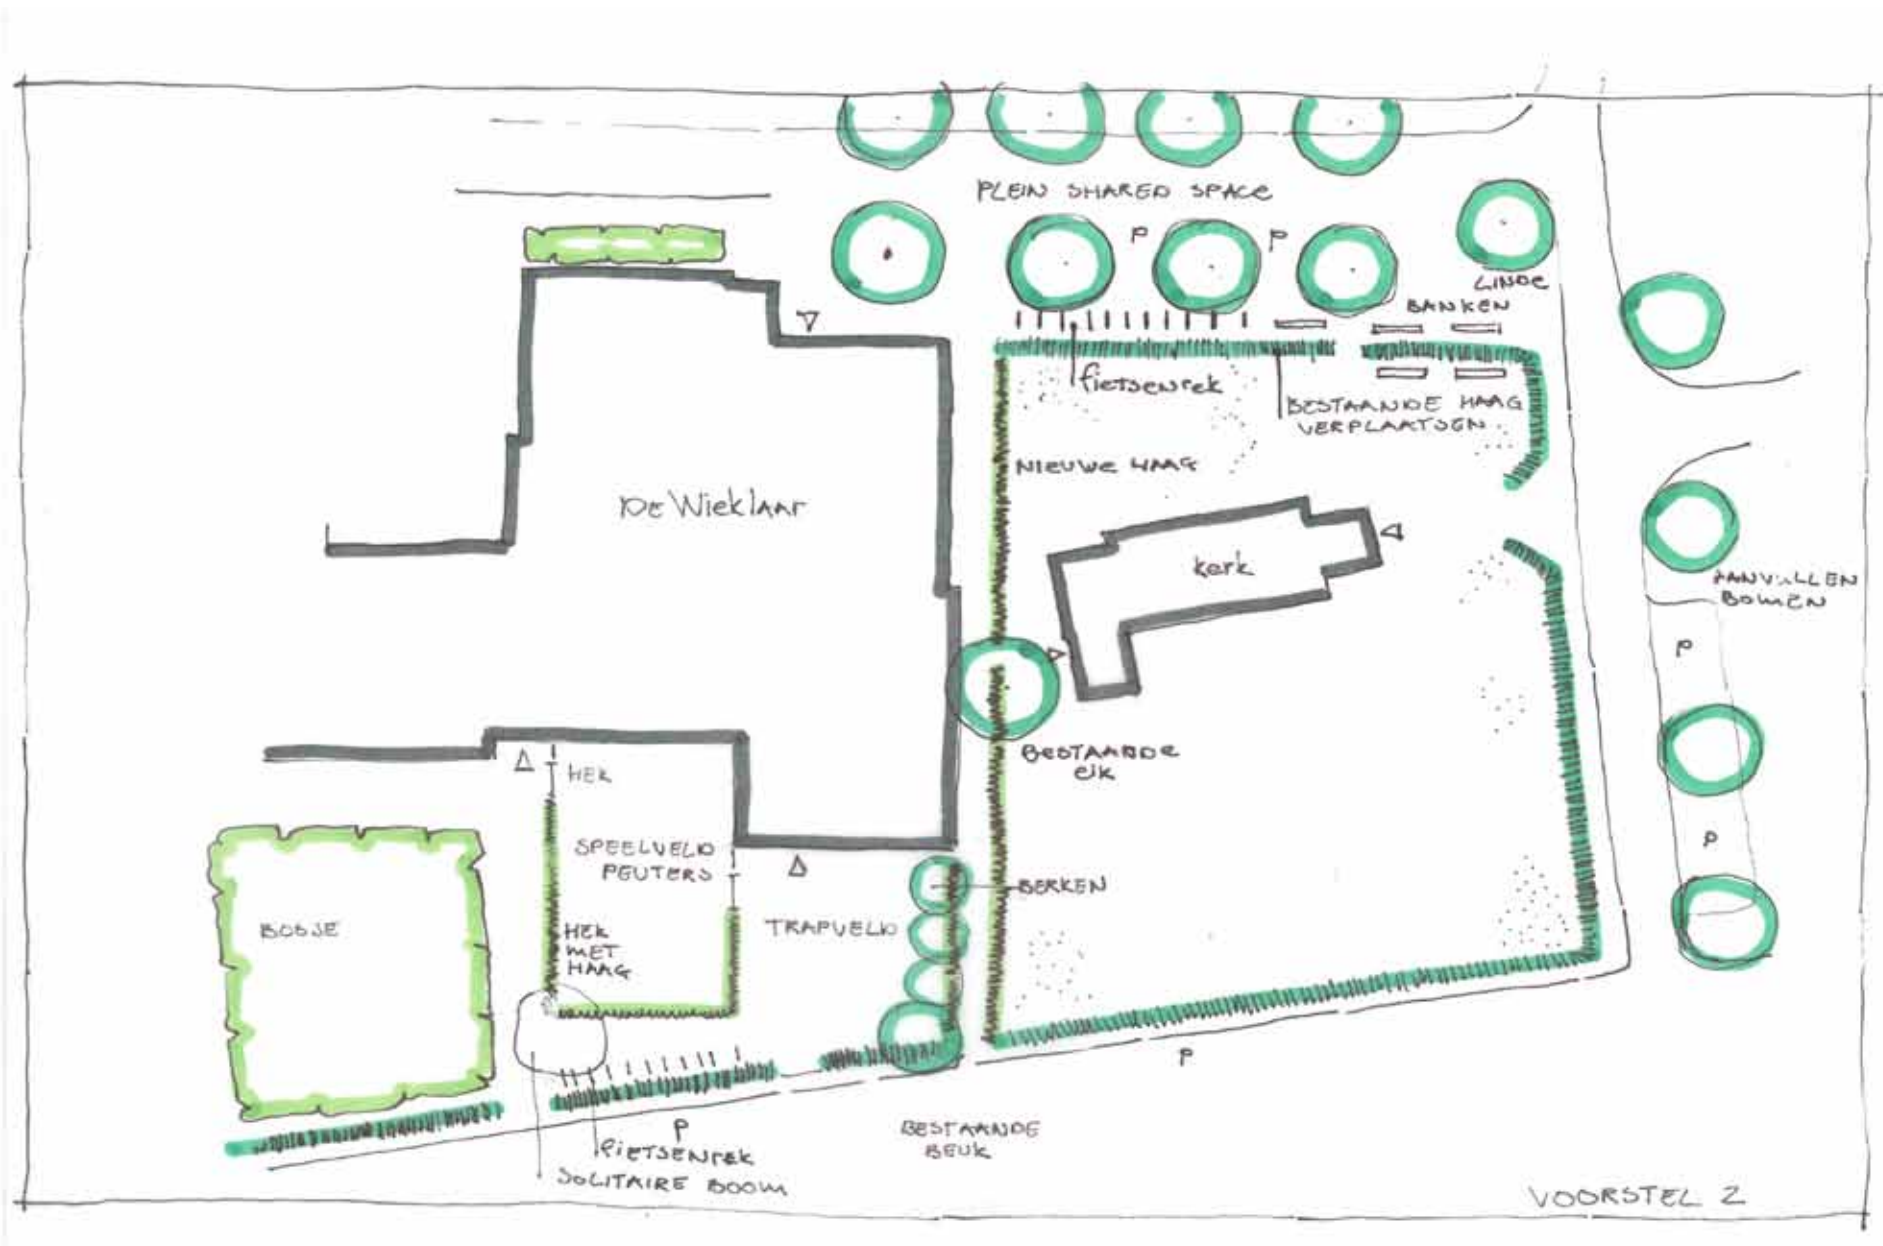 PLEIN SHARED SPACE
P
P
LINDE
BANKEN
fietsenrek
BESTAANDE HAAG
VERPLAATSEN
NIEUWE HAAG
De Wieklaar
kerk
AANVULLEN
BOMEN
P
BESTAANDE
eik
HEK
SPEELVELD
PEUTERS
P
BERKEN
BOSJE
TRAPVELD
HEK
MET
HAAG
P
P
fietsenrek
SOLITAIRE BOOM
BESTAANDE
BEUK
VOORSTEL 2